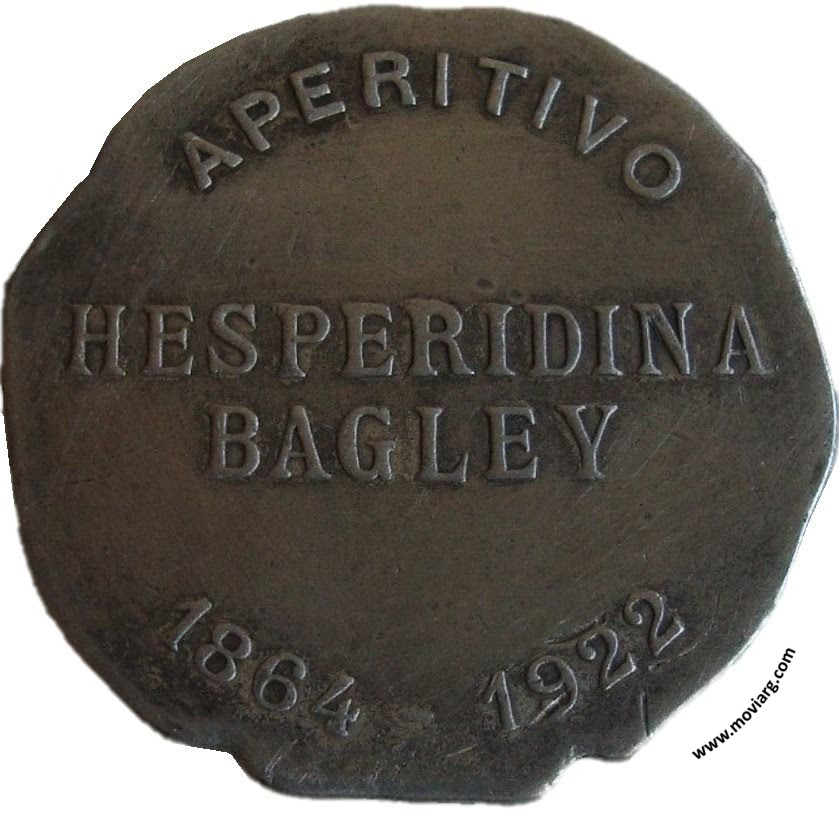 APERITIVO
HESPERIDINA
BAGLEY
1864 1922
www.moviarg.com